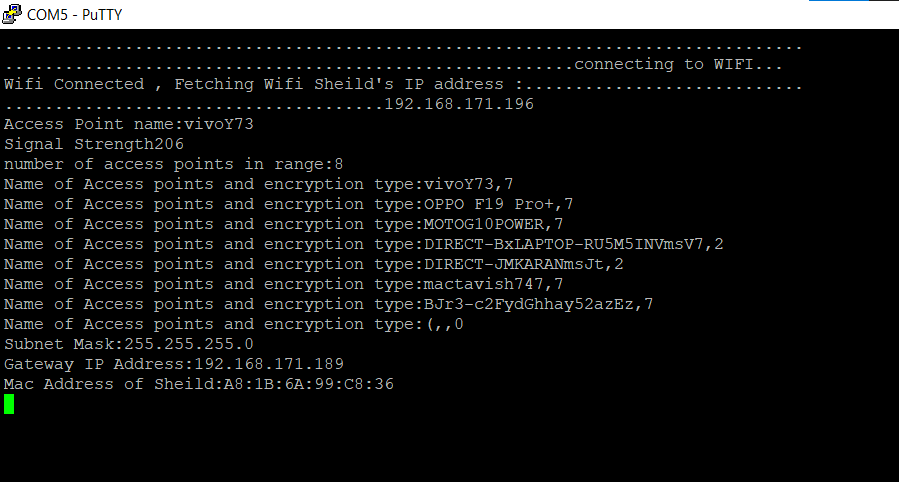 COM5 - PuTTY
................................................................................
.........................................................connecting to WIFI...
Wifi Connected , Fetching Wifi Sheild's IP address :............................
......................................192.168.171.196
Access Point name:vivoY73
Signal Strength206
number of access points in range:8
Name of Access points and encryption type:vivoY73,7
Name of Access points and encryption type:OPPO F19 Pro+,7
Name of Access points and encryption type:MOTOG10POWER,7
Name of Access points and encryption type:DIRECT-BxLAPTOP-RU5M5INVmsV7,2
Name of Access points and encryption type:DIRECT-JMKARANmsJt,2
Name of Access points and encryption type:mactavish747,7
Name of Access points and encryption type:BJr3-c2FydGhhay52azEz,7
Name of Access points and encryption type:(,,0
Subnet Mask:255.255.255.0
Gateway IP Address:192.168.171.189
Mac Address of Sheild:A8:1B:6A:99:C8:36